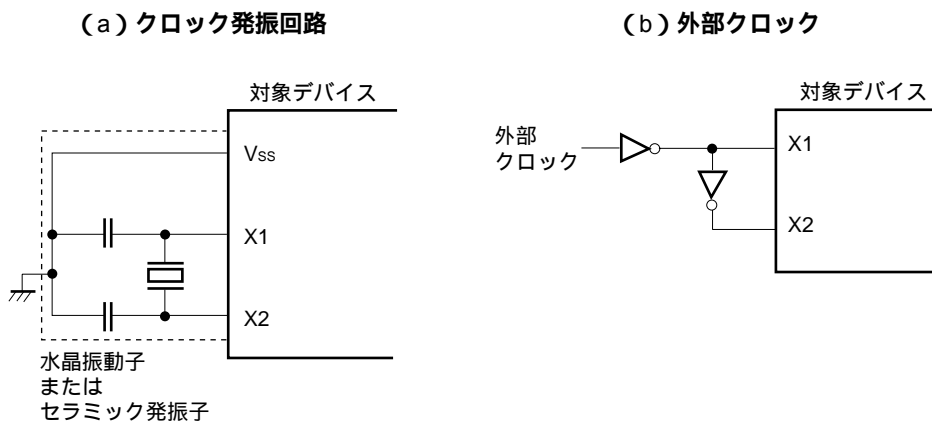 （a）クロック発振回路
対象デバイス
VSS
X1
X2
水晶振動子
または
セラミック発振子
（b）外部クロック
対象デバイス
外部
クロック
X1
X2